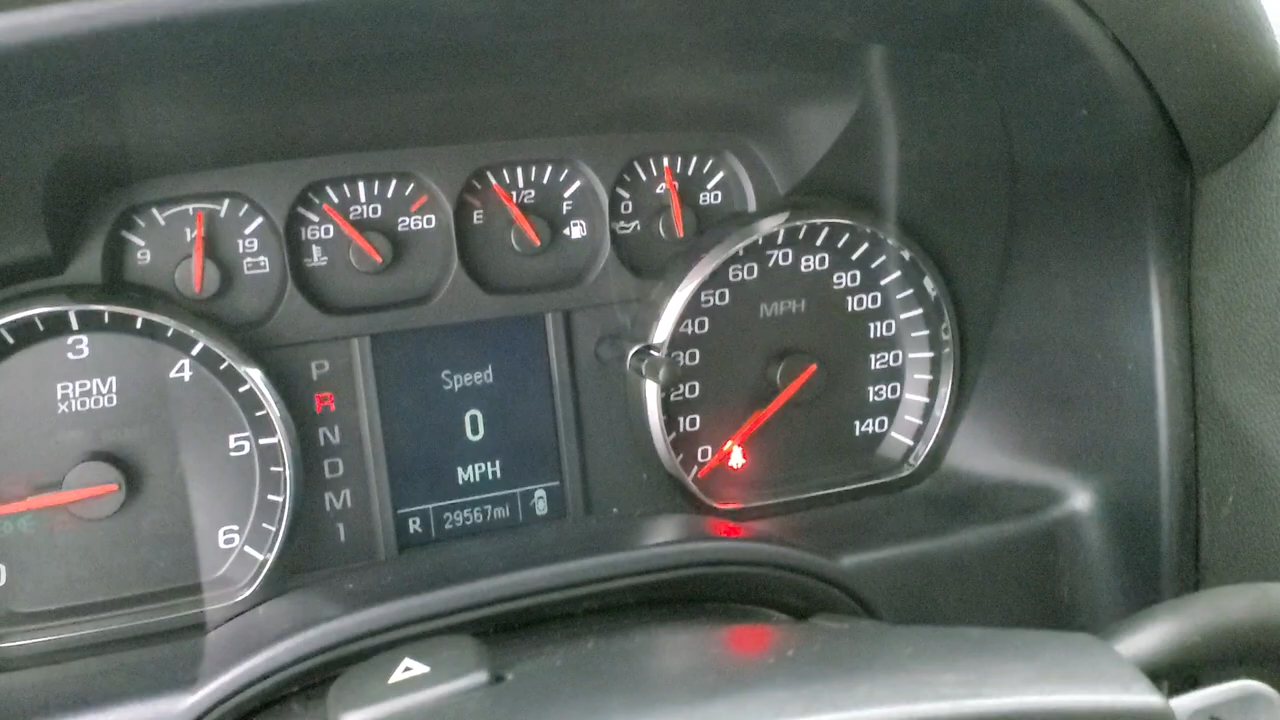 9 14 19
160 210 260
E 1/2 F
0 40 80
3 4 5 6
RPM
x1000
P
R
N
D
M
1
Speed
0
MPH
R 29567mi
0 10 20 30 40 50 60 70 80 90 100 110 120 130 140
MPH